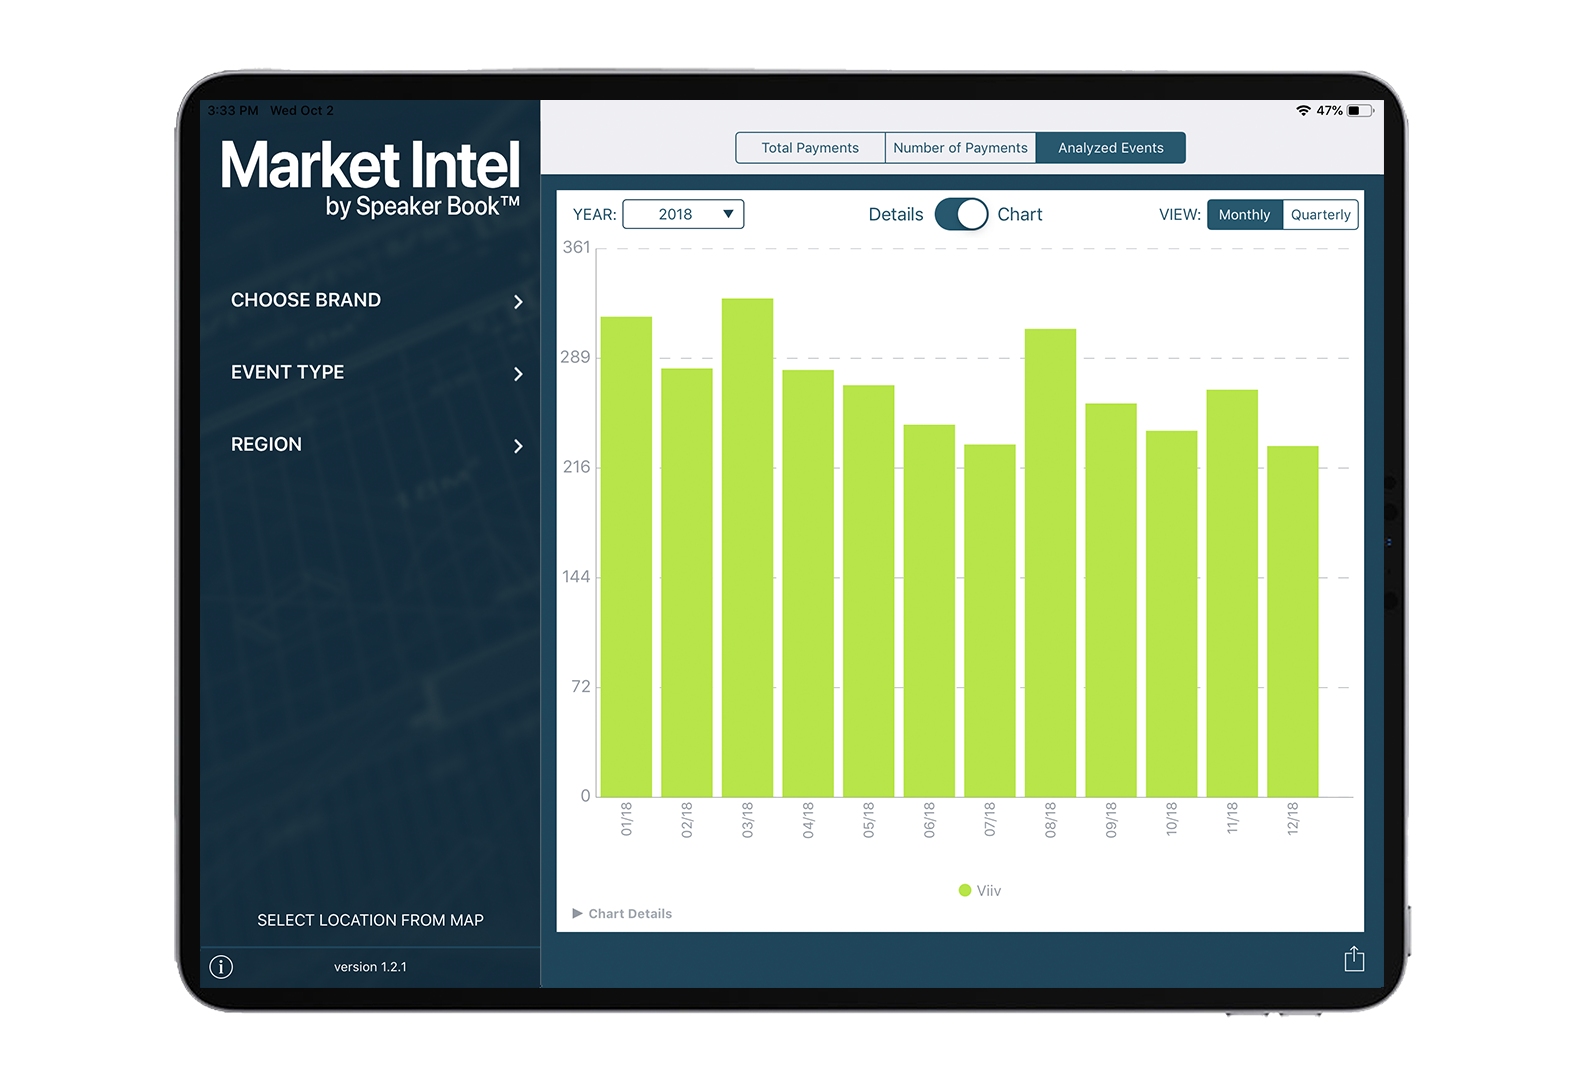 3:33 PM Wed Oct 2
47%
Market Intel
by Speaker Book™
CHOOSE BRAND
EVENT TYPE
REGION
SELECT LOCATION FROM MAP
version 1.2.1
Total Payments Number of Payments Analyzed Events
YEAR: 2018 Details Chart VIEW: Monthly Quarterly
361
289
216
144
72
0
01/18 02/18 03/18 04/18 05/18 06/18 07/18 08/18 09/18 10/18 11/18 12/18
Viiv
Chart Details